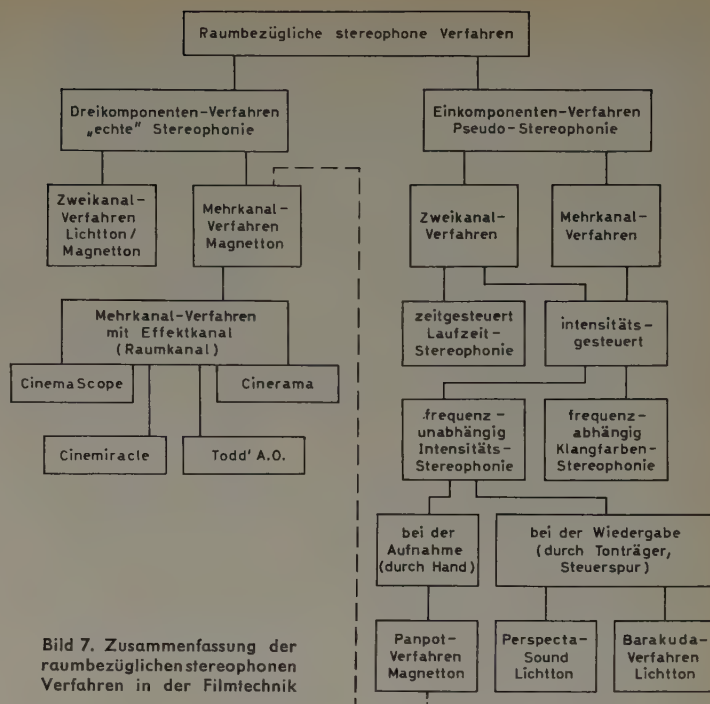 Raumbezügliche stereophone Verfahren
Dreikomponenten-Verfahren
„echte" Stereophonie
Einkomponenten-Verfahren
Pseudo-Stereophonie
Zweikanal-
Verfahren
Lichtton/
Magnetton
Mehrkanal-
Verfahren
Magnetton
Zweikanal-
Verfahren
Mehrkanal-
Verfahren
Mehrkanal-Verfahren
mit Effektkanal
(Raumkanal)
zeitgesteuert
Laufzeit-
Stereophonie
intensitäts-
gesteuert
CinemaScope
Cinerama
Cinemiracle
Todd' A.O.
frequenz-
unabhängig
Intensitäts-
Stereophonie
frequenz-
abhängig
Klangfarben-
Stereophonie
bei der
Aufnahme
(durch Hand)
bei der Wiedergabe
(durch Tonträger,
Steuerspur)
Panpot-
Verfahren
Magnetton
Perspecta-
Sound
Lichtton
Barakuda-
Verfahren
Lichtton
Bild 7. Zusammenfassung der
raumbezüglichen stereophonen
Verfahren in der Filmtechnik